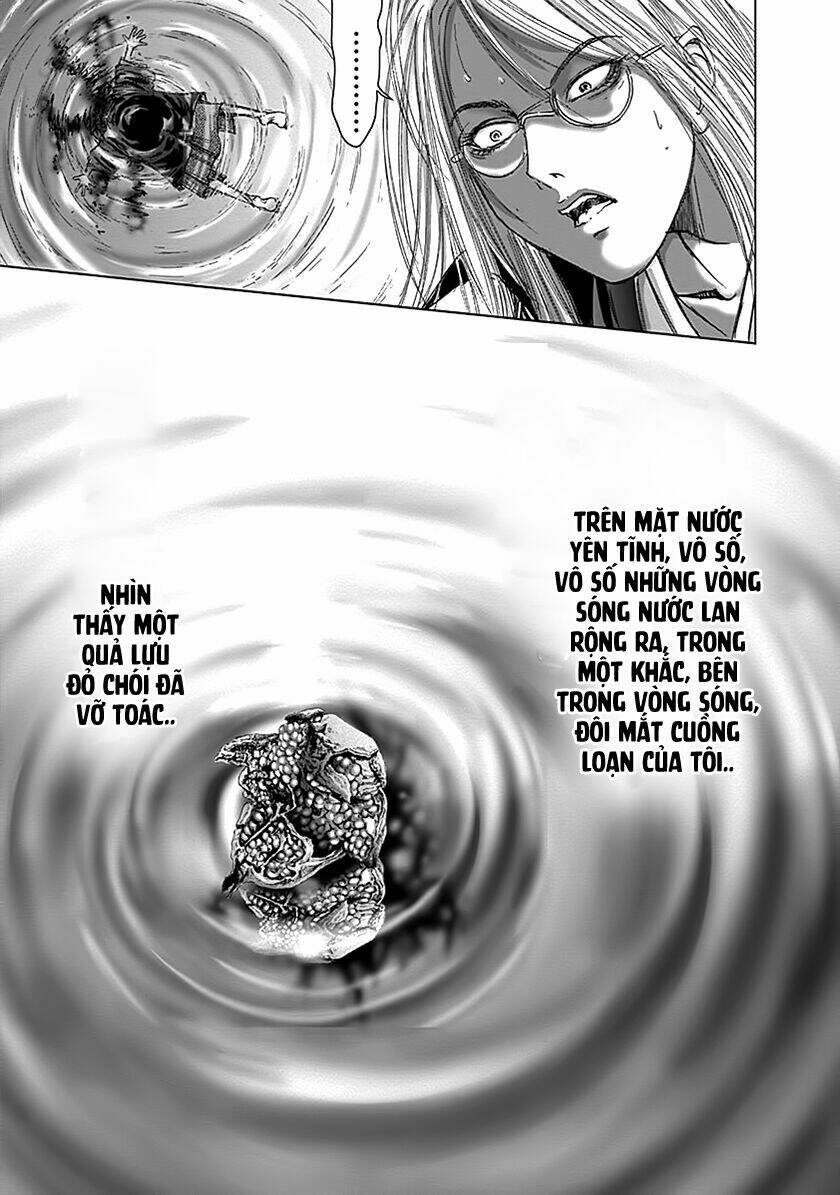 ...........
TRÊN MẶT NƯỚC
YÊN TĨNH, VÔ SỐ,
VÔ SỐ NHỮNG VÒNG
SÓNG NƯỚC LAN
RỘNG RA, TRONG
MỘT KHẮC, BÊN
TRONG VÒNG SÓNG,
ĐÔI MẮT CUỒNG
LOẠN CỦA TÔI..
NHÌN
THẤY MỘT
QUẢ LỰU
ĐỎ CHÓI ĐÃ
VỠ TOÁC..